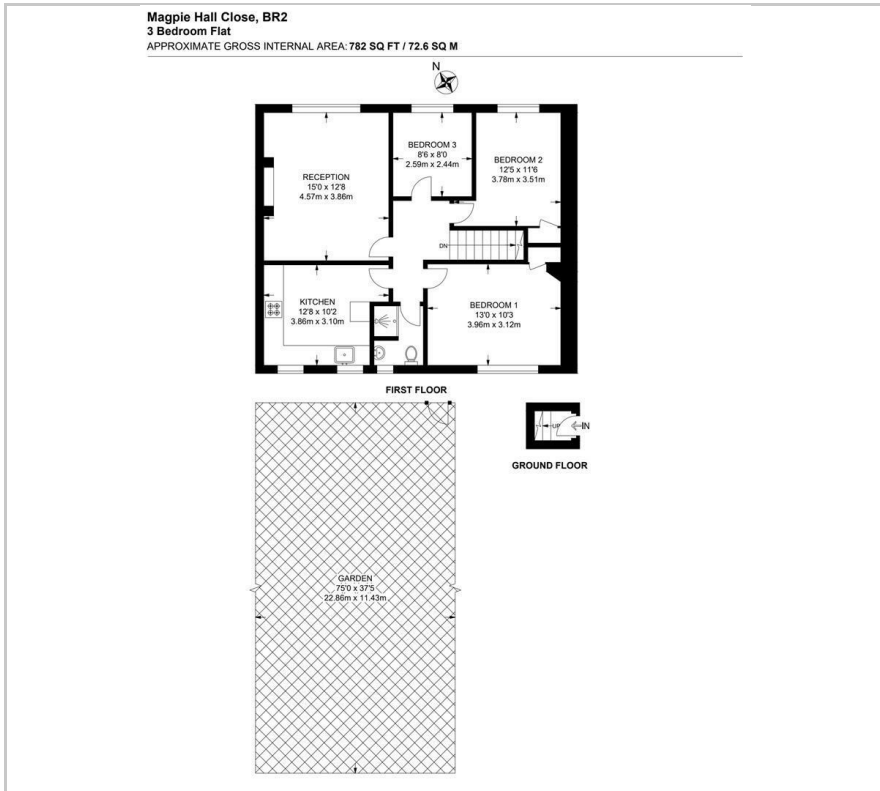 Magpie Hall Close, BR2
3 Bedroom Flat
APPROXIMATE GROSS INTERNAL AREA: 782 SQ FT / 72.6 SQ M
N
RECEPTION
15'0 x 12'8
4.57m x 3.86m
BEDROOM 3
8'6 x 8'0
2.59m x 2.44m
BEDROOM 2
12'5 x 11'6
3.78m x 3.51m
DN
KITCHEN
12'8 x 10'2
3.86m x 3.10m
BEDROOM 1
13'0 x 10'3
3.96m x 3.12m
FIRST FLOOR
UP
IN
GROUND FLOOR
GARDEN
75'0 x 37'5
22.86m x 11.43m